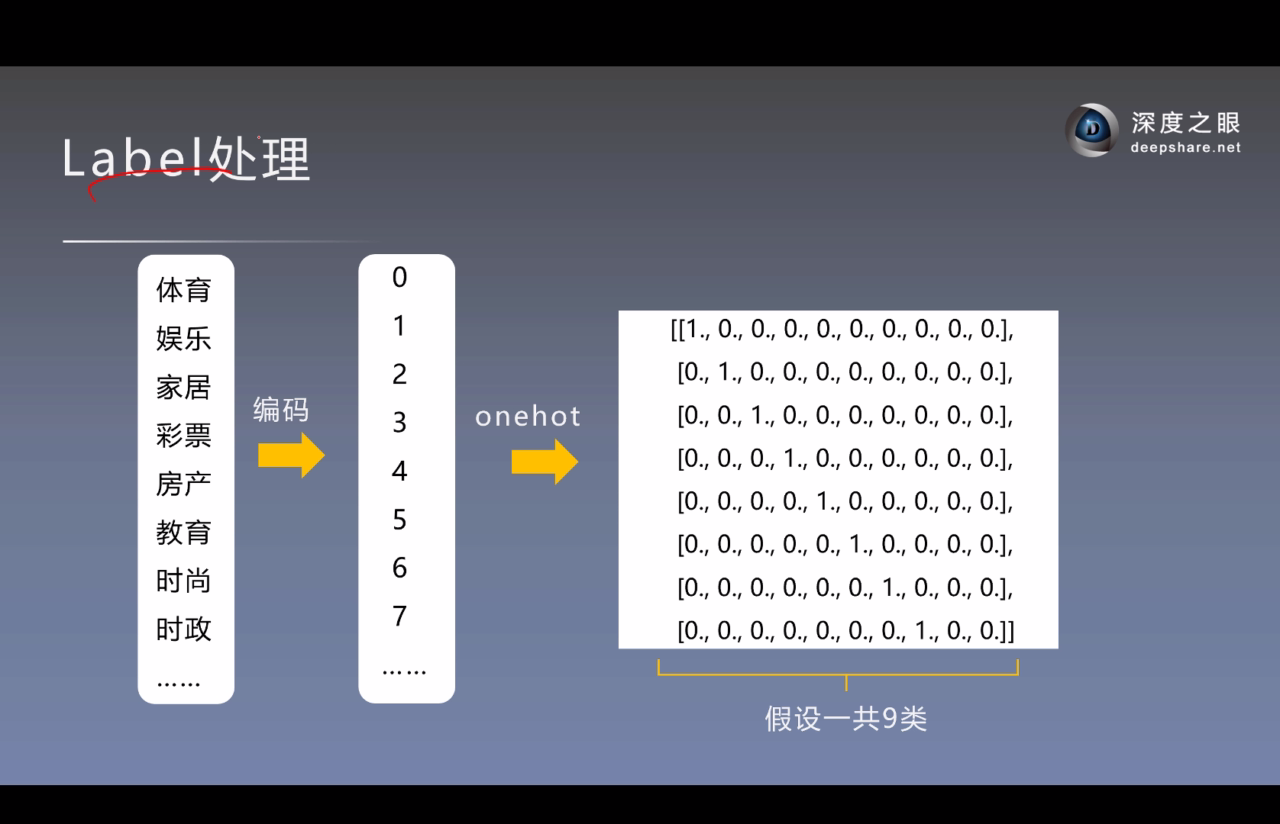 深度之眼
deepshare.net
Label处理
体育
娱乐
家居
彩票
房产
教育
时尚
时政
……
编码
0
1
2
3
4
5
6
7
……
onehot
[[1., 0., 0., 0., 0., 0., 0., 0., 0., 0.],
[0., 1., 0., 0., 0., 0., 0., 0., 0., 0.],
[0., 0., 1., 0., 0., 0., 0., 0., 0., 0.],
[0., 0., 0., 1., 0., 0., 0., 0., 0., 0.],
[0., 0., 0., 0., 1., 0., 0., 0., 0., 0.],
[0., 0., 0., 0., 0., 1., 0., 0., 0., 0.],
[0., 0., 0., 0., 0., 0., 1., 0., 0., 0.],
[0., 0., 0., 0., 0., 0., 0., 1., 0., 0.]]
假设一共9类